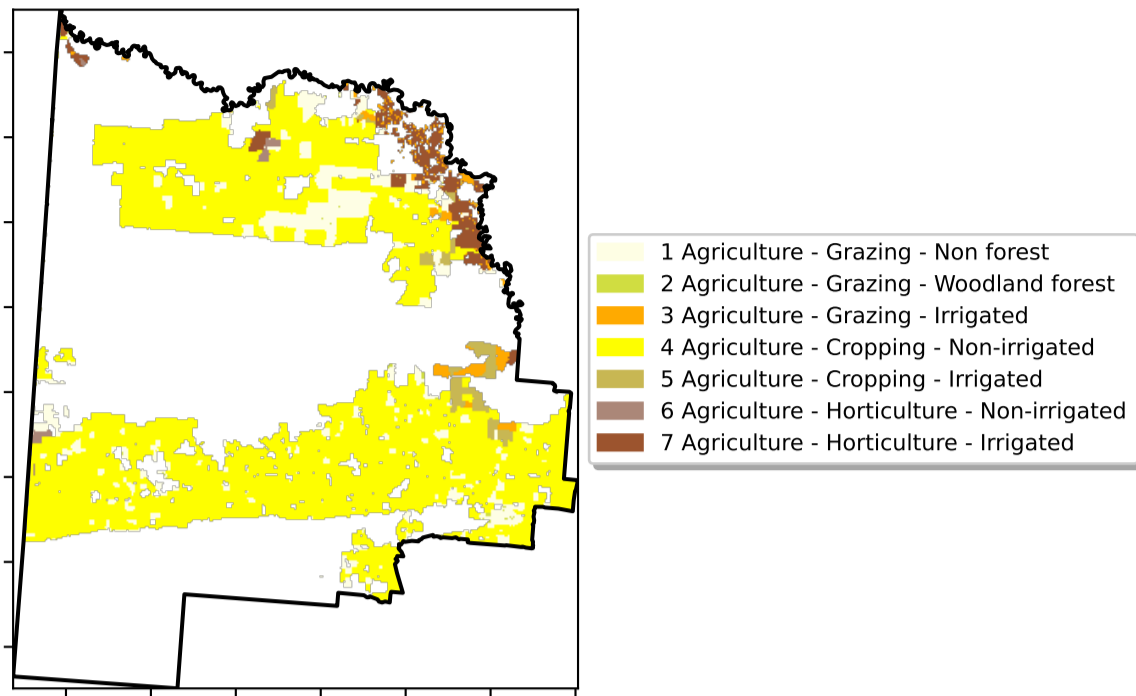 1 Agriculture - Grazing - Non forest
2 Agriculture - Grazing - Woodland forest
3 Agriculture - Grazing - Irrigated
4 Agriculture - Cropping - Non-irrigated
5 Agriculture - Cropping - Irrigated
6 Agriculture - Horticulture - Non-irrigated
7 Agriculture - Horticulture - Irrigated